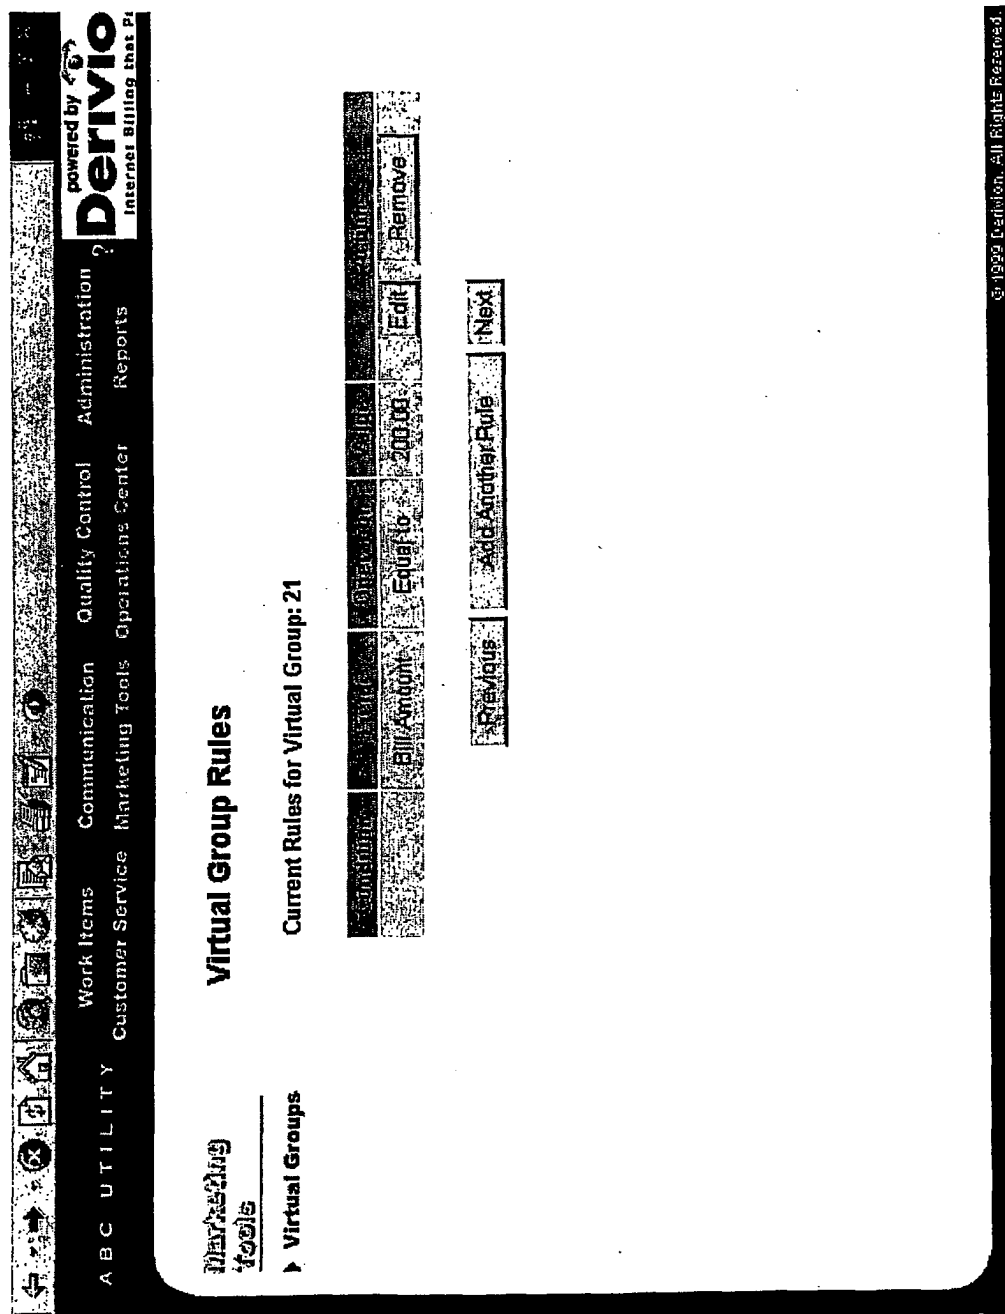 powered by
Derivio
Internet Billing that Pa
A B C  U T I L I T Y
Work Items Communication Quality Control Administration ?
Customer Service Marketing Tools Operations Center Reports
Marketing
Tools
Virtual Groups
Virtual Group Rules
Current Rules for Virtual Group: 21
Bill Amount Equal to 200.00 Edit Remove
Previous Add Another Rule Next
© 1999 Derivion. All Rights Reserved.